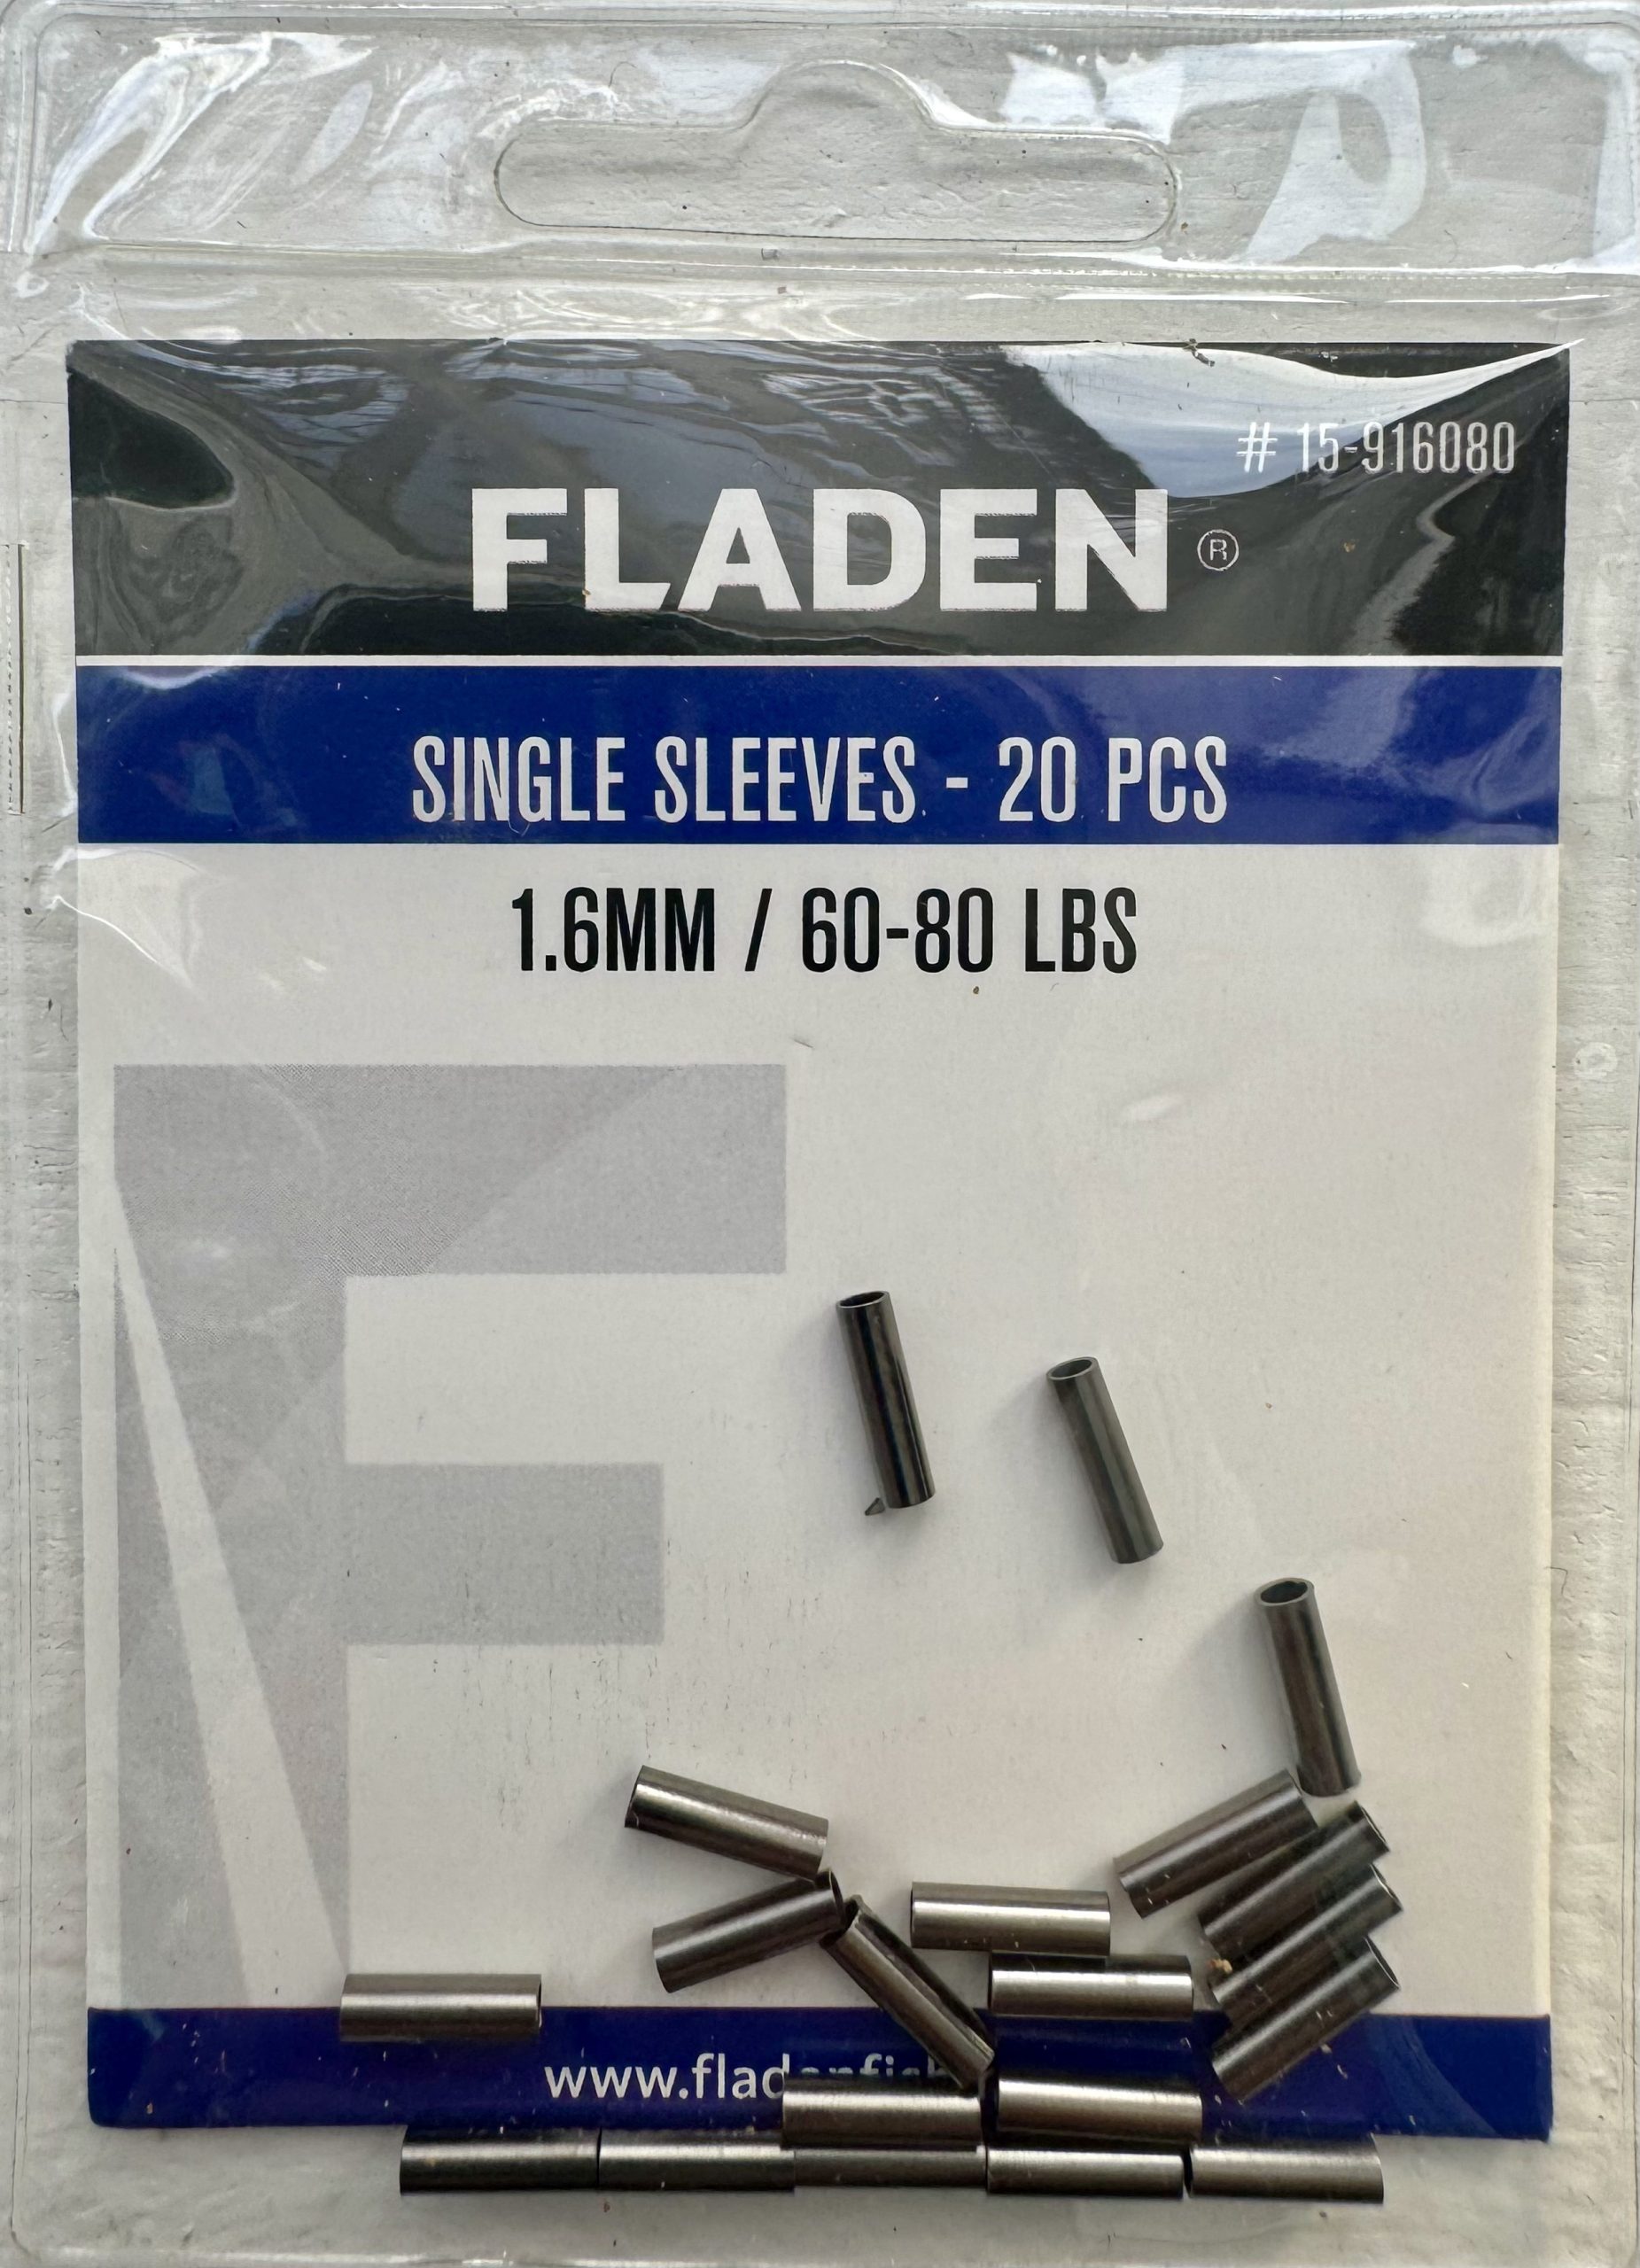 # 15-916080
FLADEN ®
SINGLE SLEEVES - 20 PCS
1.6MM / 60-80 LBS